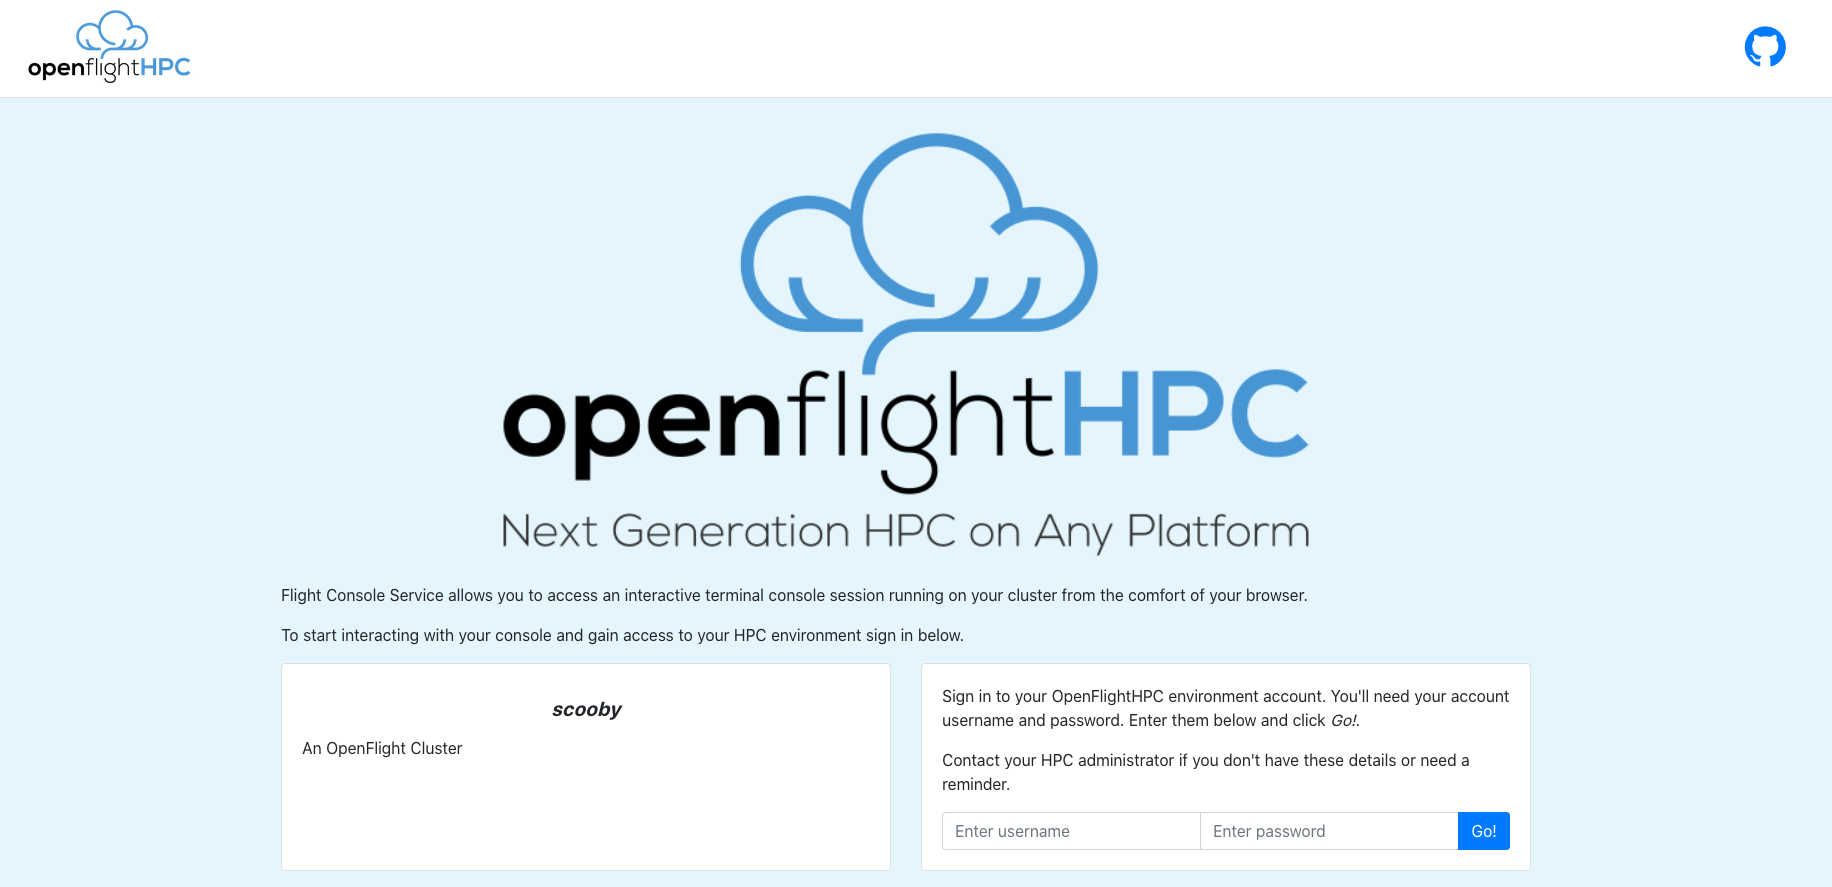 openflightHPC
openflightHPC
Next Generation HPC on Any Platform
Flight Console Service allows you to access an interactive terminal console session running on your cluster from the comfort of your browser.
To start interacting with your console and gain access to your HPC environment sign in below.
scooby
An OpenFlight Cluster
Sign in to your OpenFlightHPC environment account. You'll need your account
username and password. Enter them below and click Go!.
Contact your HPC administrator if you don't have these details or need a
reminder.
Enter username Enter password Go!